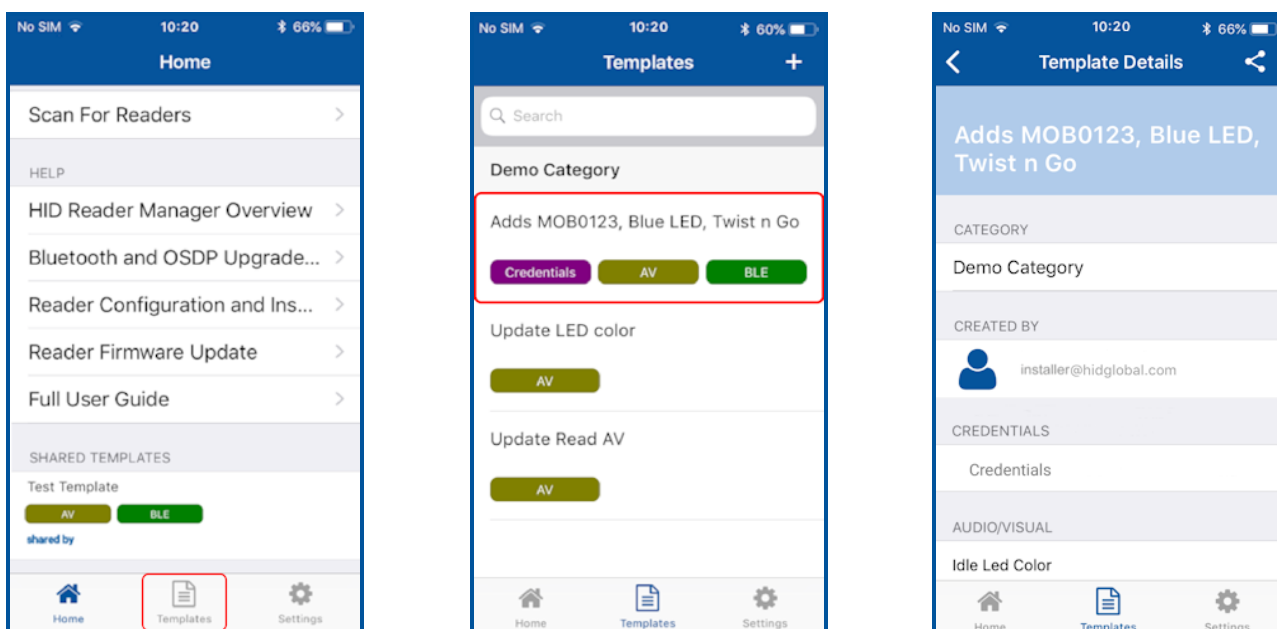 No SIM 10:20 66%
Home
Scan For Readers
HELP
HID Reader Manager Overview
Bluetooth and OSDP Upgrade...
Reader Configuration and Ins...
Reader Firmware Update
Full User Guide
SHARED TEMPLATES
Test Template
AV BLE
shared by
Home Templates Settings
No SIM 10:20 60%
Templates +
Search
Demo Category
Adds MOB0123, Blue LED, Twist n Go
Credentials AV BLE
Update LED color
AV
Update Read AV
AV
Home Templates Settings
No SIM 10:20 66%
Template Details
Adds MOB0123, Blue LED,
Twist n Go
CATEGORY
Demo Category
CREATED BY
installer@hidglobal.com
CREDENTIALS
Credentials
AUDIO/VISUAL
Idle Led Color
Home Templates Settings